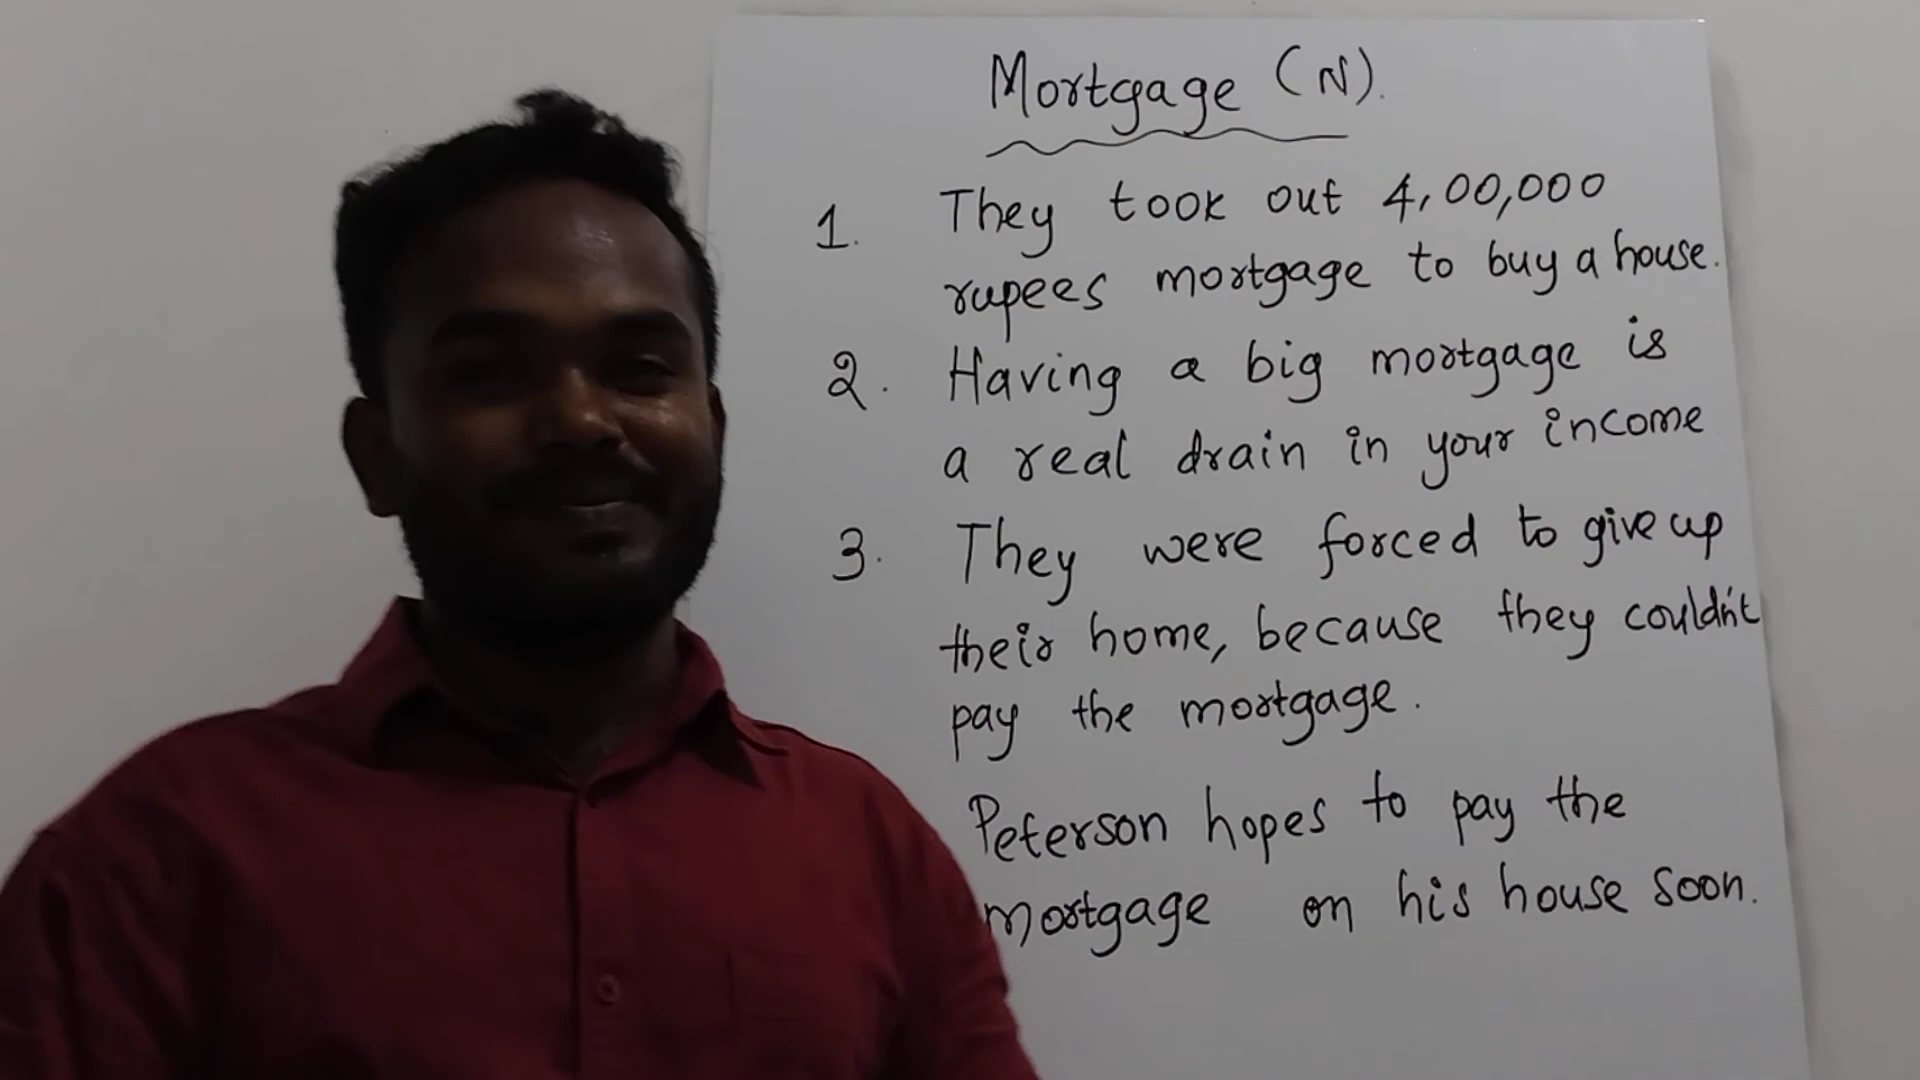 Mortgage (N).
1. They took out 4,00,000
rupees mortgage to buy a house.
2. Having a big mortgage is
a real drain in your income
3. They were forced to give up
their home, because they couldn't
pay the mortgage.
Peterson hopes to pay the
mortgage on his house soon.